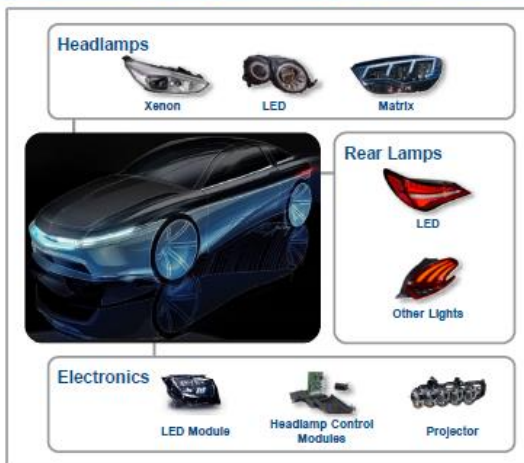 Headlamps
Xenon
LED
Matrix
Rear Lamps
LED
Other Lights
Electronics
LED Module
Headlamp Control
Modules
Projector